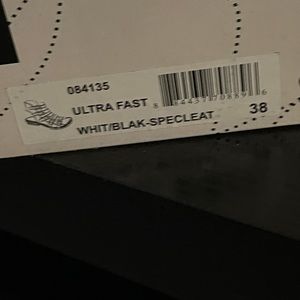 084135
ULTRA FAST
WHIT/BLAK-SPECLEAT
38